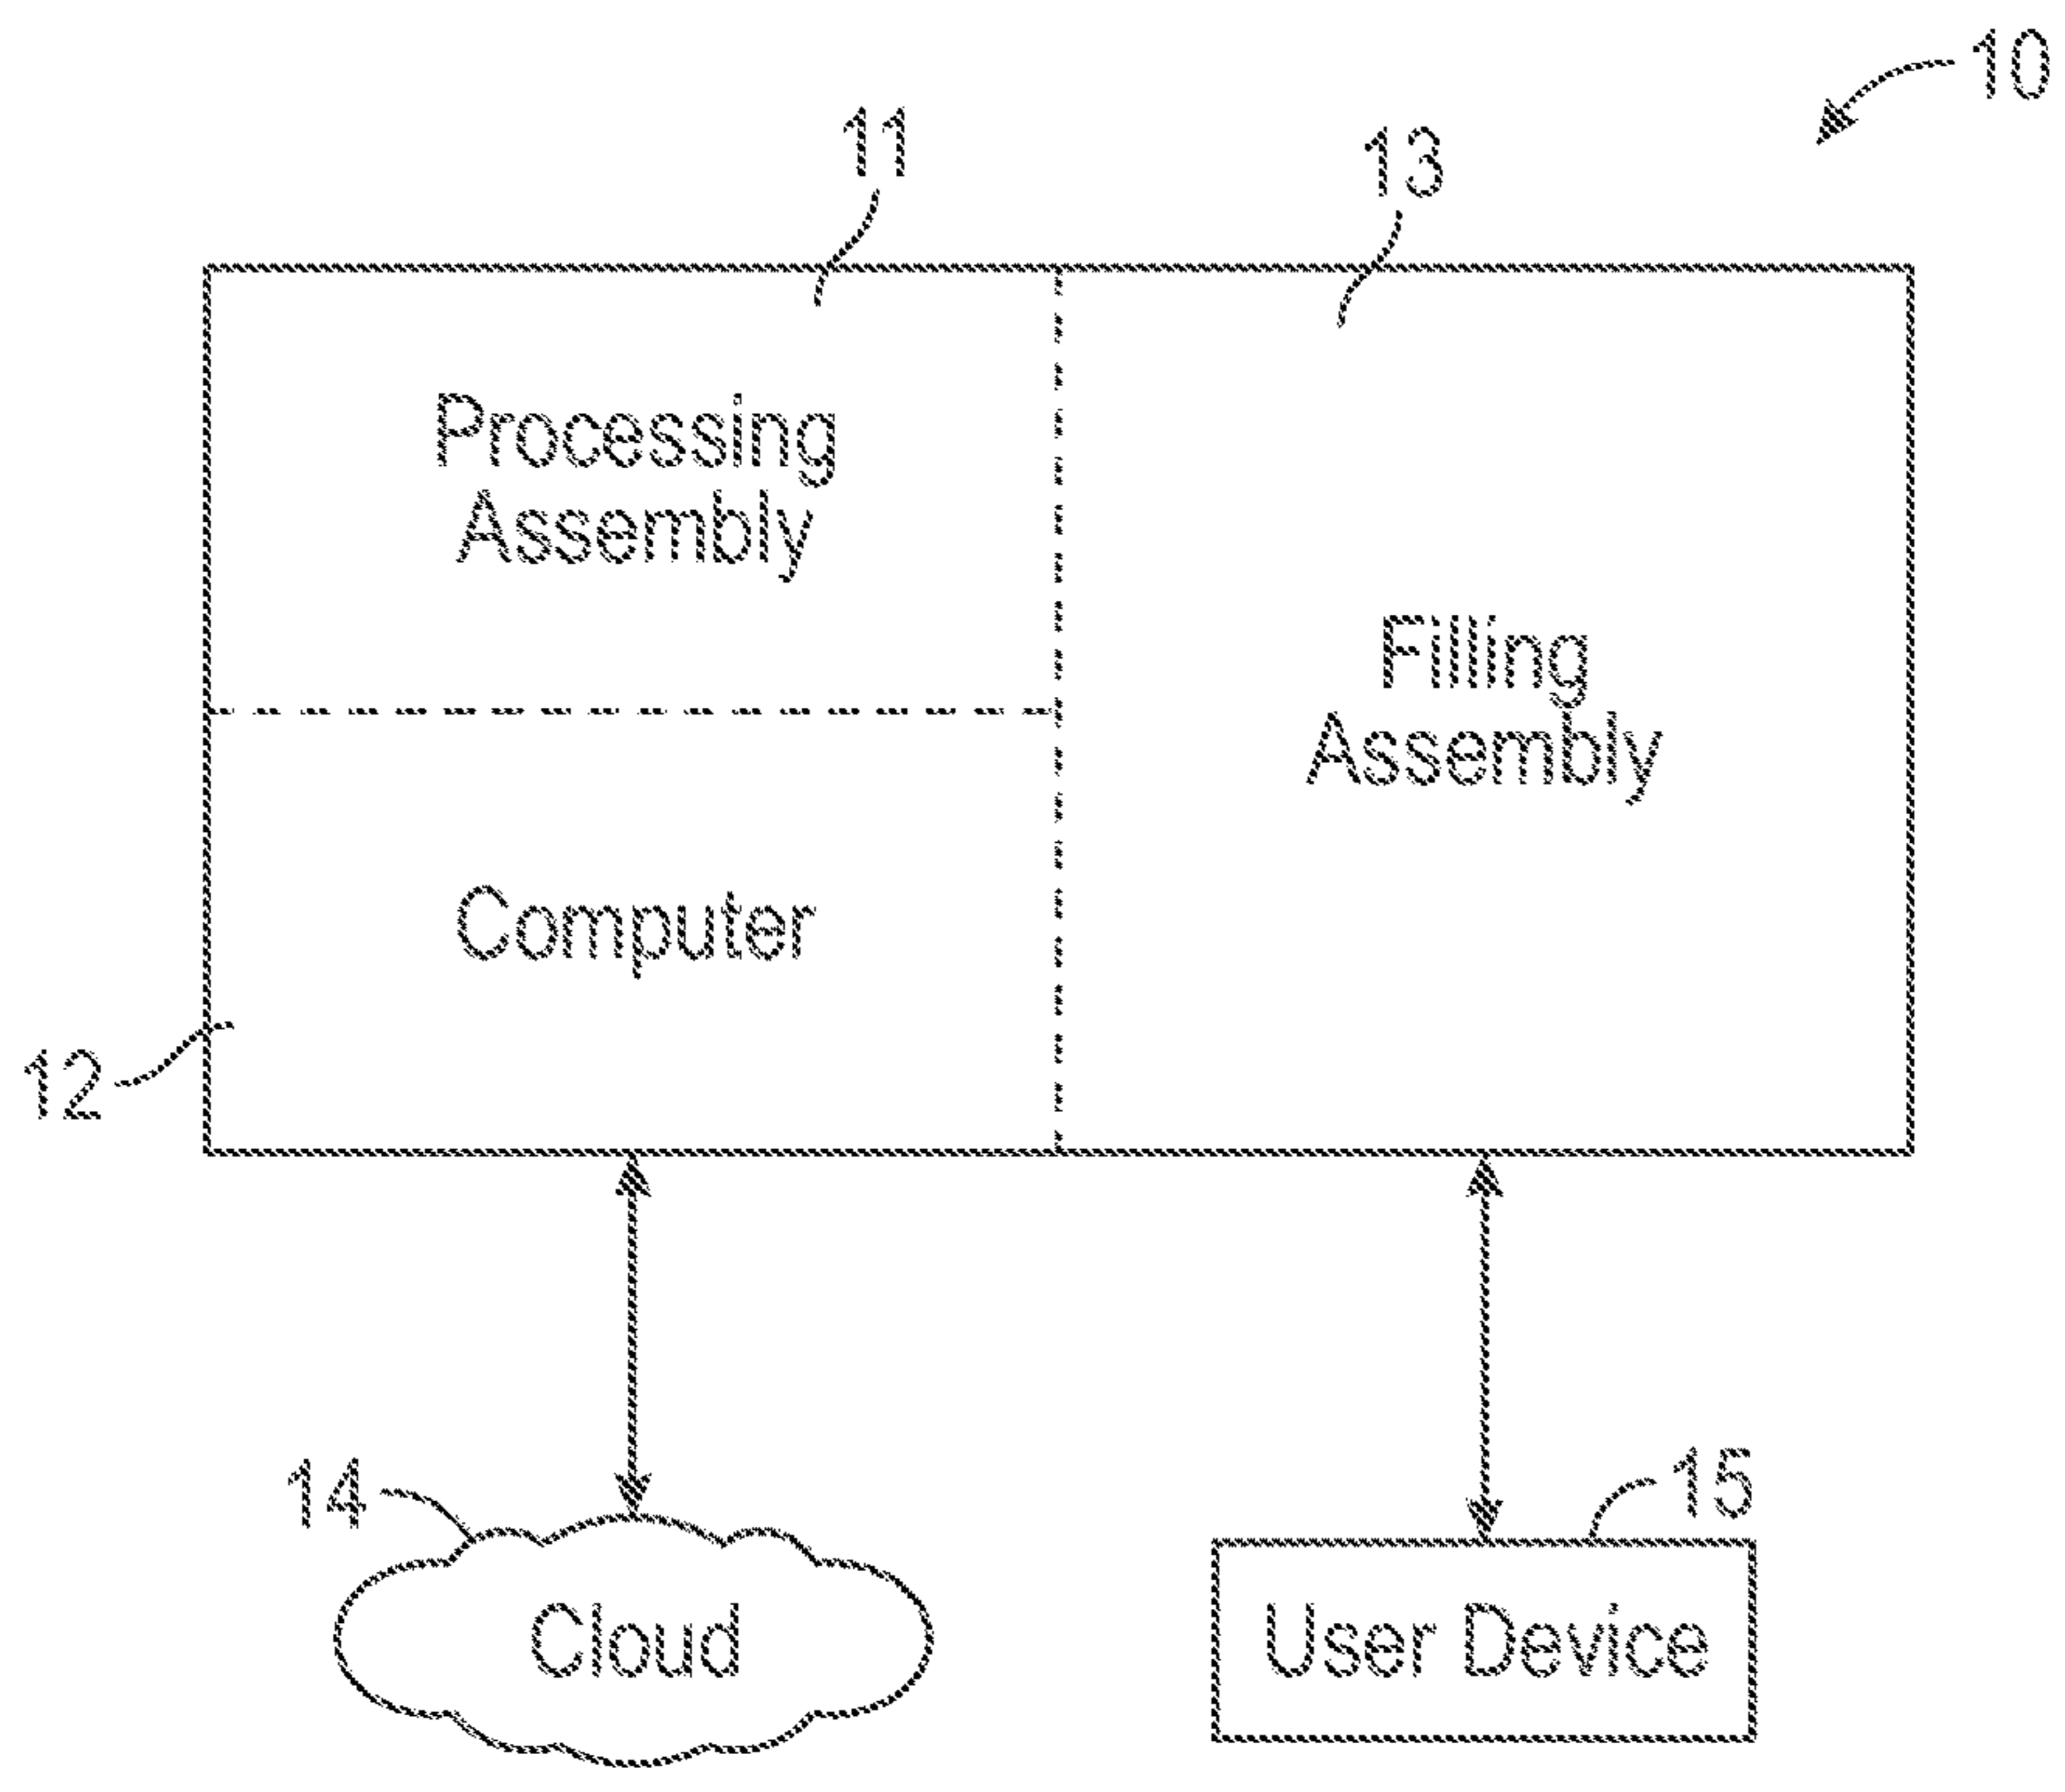 10
11
13
Processing
Assembly
Filling
Assembly
Computer
12
14
15
Cloud
User Device